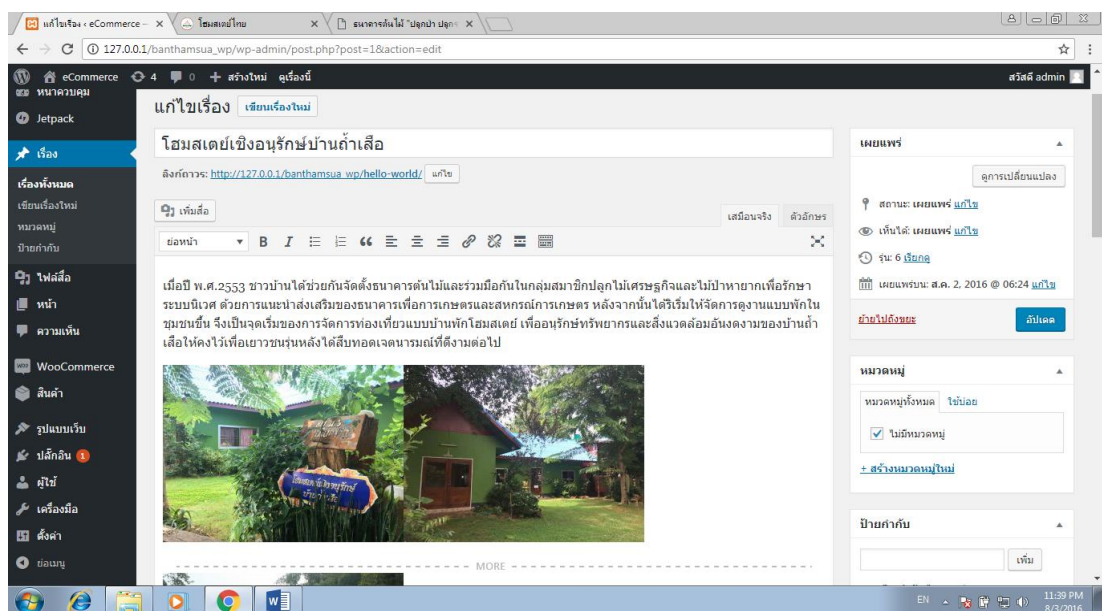 แก้ไขเรื่อง ‹ eCommerce –
โฮมสเตย์ไทย
ธนาคารต้นไม้ "ปลูกป่า ปลูก
127.0.0.1/banthamsua_wp/wp-admin/post.php?post=1&action=edit
eCommerce 4 0 + สร้างใหม่ ดูเรื่องนี้
สวัสดี admin
หน้าควบคุม
Jetpack
เรื่อง
เรื่องทั้งหมด
เขียนเรื่องใหม่
หมวดหมู่
ป้ายกำกับ
ไฟล์สื่อ
หน้า
ความเห็น
WooCommerce
สินค้า
รูปแบบเว็บ
ปลั๊กอิน 1
ผู้ใช้
เครื่องมือ
ตั้งค่า
ย่อเมนู
แก้ไขเรื่อง เขียนเรื่องใหม่
โฮมสเตย์เชิงอนุรักษ์บ้านถ้ำเสือ
ลิงก์ถาวร: http://127.0.0.1/banthamsua_wp/hello-world/ แก้ไข
เพิ่มสื่อ
เสมือนจริง ตัวอักษร
ย่อหน้า B I
เมื่อปี พ.ศ.2553 ชาวบ้านได้ช่วยกันจัดตั้งธนาคารต้นไม้และร่วมมือกันในกลุ่มสมาชิกปลูกไม้เศรษฐกิจและไม้ป่าหายากเพื่อรักษา
ระบบนิเวศ ด้วยการแนะนำส่งเสริมของธนาคารเพื่อการเกษตรและสหกรณ์การเกษตร หลังจากนั้นได้ริเริ่มให้จัดการดูงานแบบพักใน
ชุมชนขึ้น จึงเป็นจุดเริ่มของการจัดการท่องเที่ยวแบบบ้านพักโฮมสเตย์ เพื่ออนุรักษ์ทรัพยากรและสิ่งแวดล้อมอันงดงามของบ้านถ้ำ
เสือให้คงไว้เพื่อเยาวชนรุ่นหลังได้สืบทอดเจตนารมณ์ที่ดีงามต่อไป
โฮมสเตย์เชิงอนุรักษ์
บ้านถ้ำเสือ
MORE
เผยแพร่
ดูการเปลี่ยนแปลง
สถานะ: เผยแพร่ แก้ไข
เห็นได้: เผยแพร่ แก้ไข
รุ่น: 6 เรียกดู
เผยแพร่บน: ส.ค. 2, 2016 @ 06:24 แก้ไข
ย้ายไปถังขยะ
อัปเดต
หมวดหมู่
หมวดหมู่ทั้งหมด ใช้บ่อย
ไม่มีหมวดหมู่
+ สร้างหมวดหมู่ใหม่
ป้ายกำกับ
เพิ่ม
EN
11:39 PM
8/3/2016